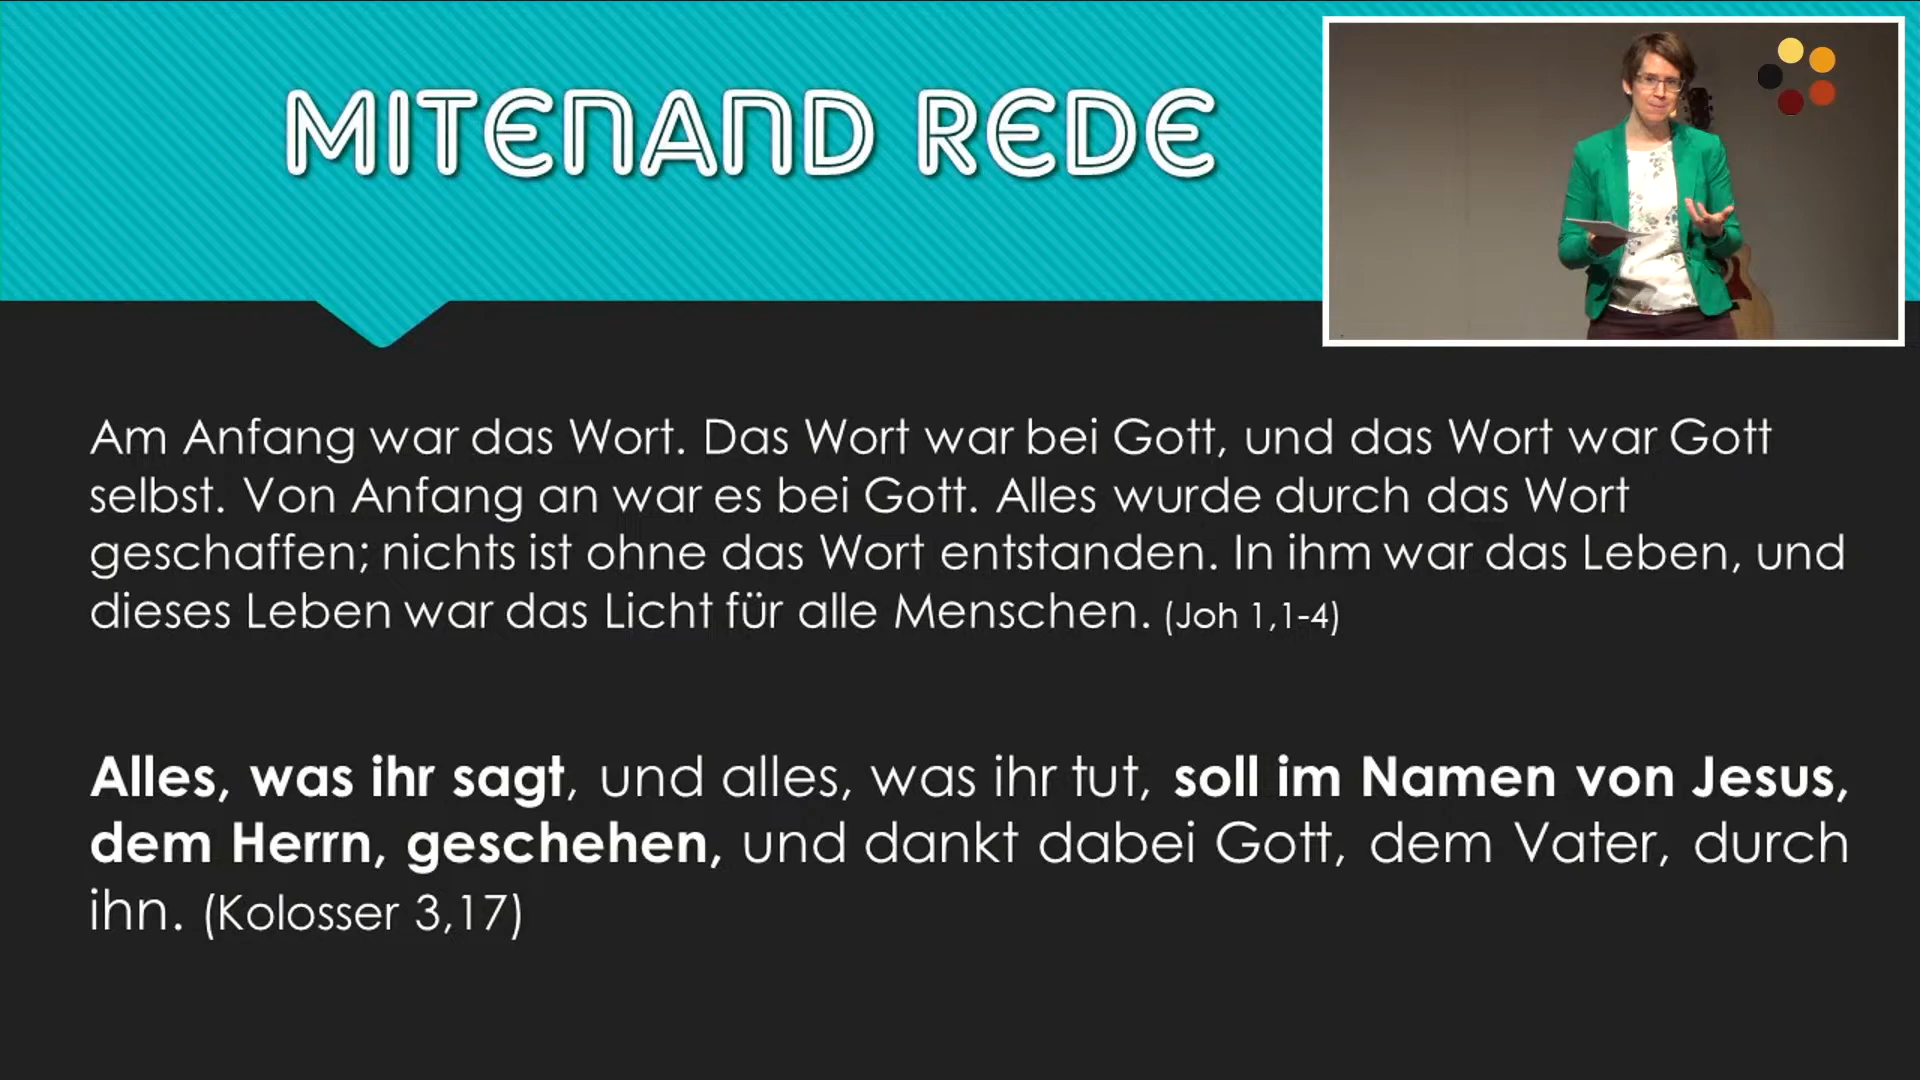 MITENAND REDE
Am Anfang war das Wort. Das Wort war bei Gott, und das Wort war Gott
selbst. Von Anfang an war es bei Gott. Alles wurde durch das Wort
geschaffen; nichts ist ohne das Wort entstanden. In ihm war das Leben, und
dieses Leben war das Licht für alle Menschen. (Joh 1,1-4)
Alles, was ihr sagt, und alles, was ihr tut, soll im Namen von Jesus,
dem Herrn, geschehen, und dankt dabei Gott, dem Vater, durch
ihn. (Kolosser 3,17)